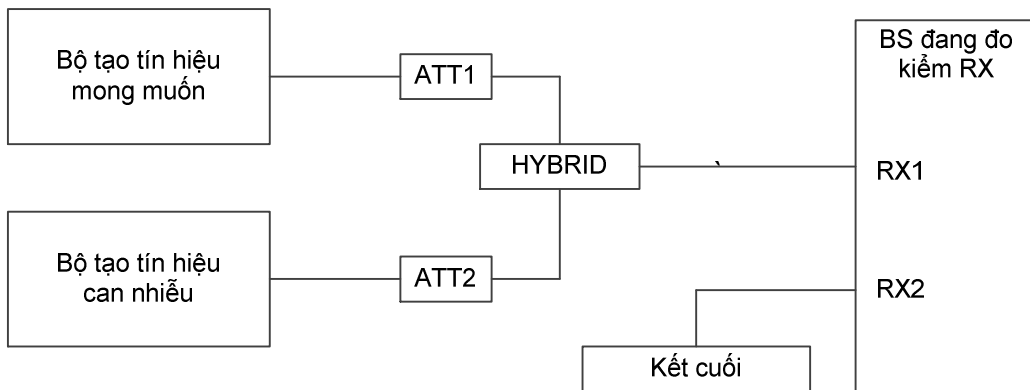 Bộ tạo tín hiệu
mong muốn
ATT1
BS đang đo
kiểm RX
HYBRID
RX1
Bộ tạo tín hiệu
can nhiễu
ATT2
RX2
Kết cuối